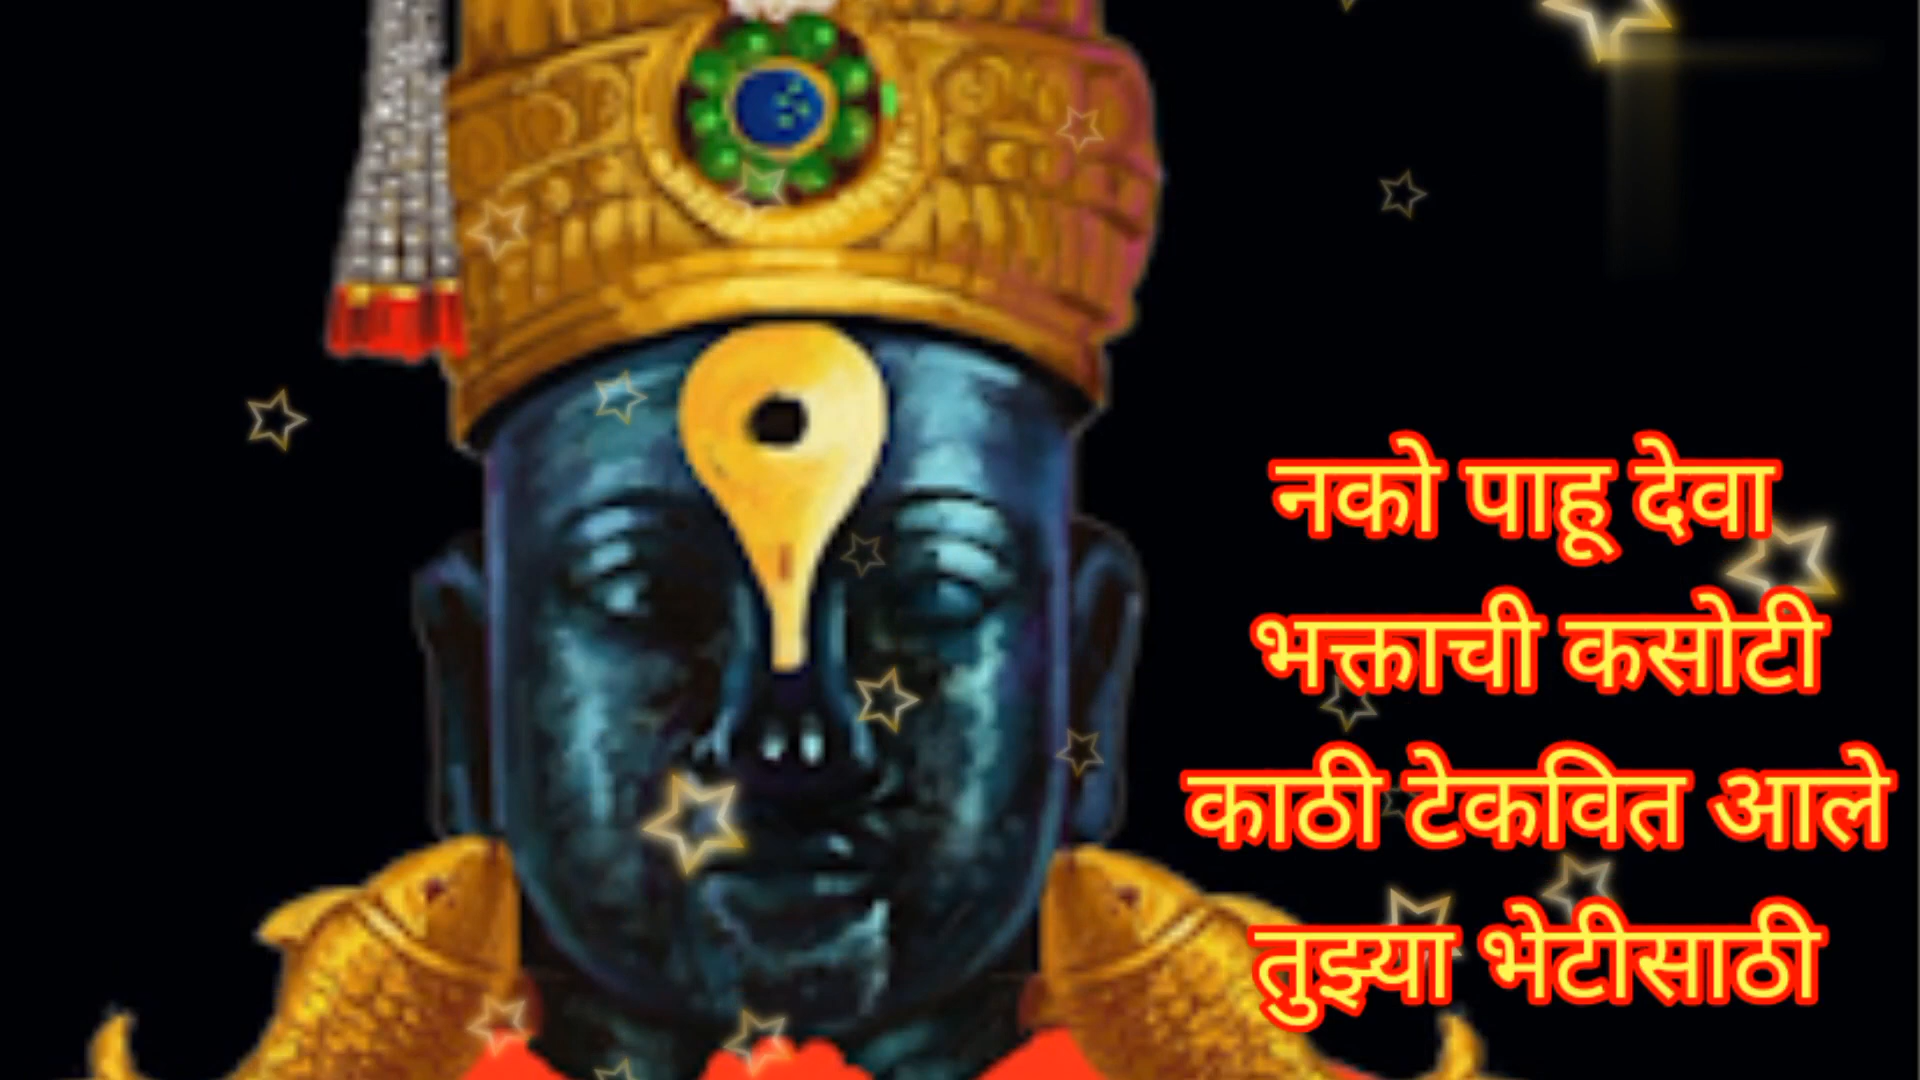 नको पाहू देवा
भक्ताची कसोटी
काठी टेकवित आले
तुझ्या भेटीसाठी